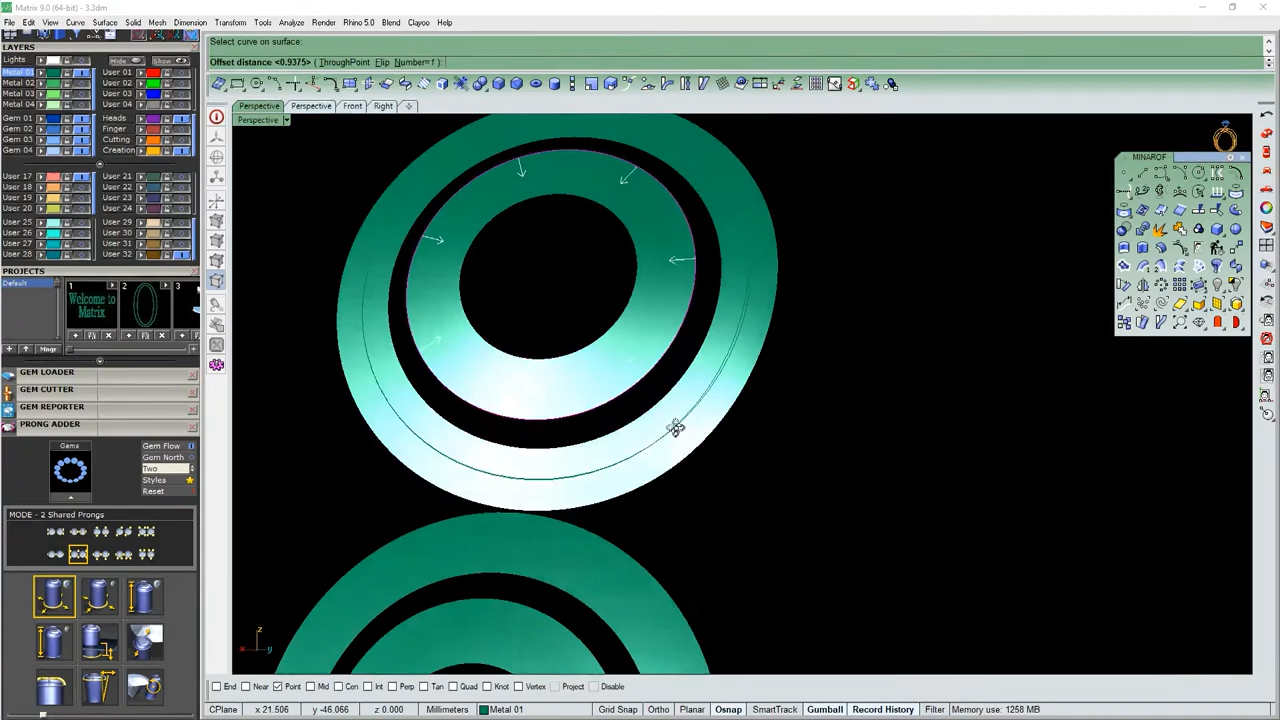 Matrix 9.0 (64-bit) - 3.3dm
File Edit View Curve Surface Solid Mesh Dimension Transform Tools Analyze Render Rhino 5.0 Blend Clayoo Help
LAYERS
Lights Hide Show
Metal 01 User 01
Metal 02 User 02
Metal 03 User 03
Metal 04 User 04
Gem 01 Heads
Gem 02 Finger
Gem 03 Cutting
Gem 04 Creation
User 17 User 21
User 18 User 22
User 19 User 23
User 20 User 24
User 25 User 29
User 26 User 30
User 27 User 31
User 28 User 32
PROJECTS
Default 1 2 3
Welcome to Matrix
Mngr
GEM LOADER
GEM CUTTER
GEM REPORTER
PRONG ADDER
Gems Gem Flow
Gem North
Two
Styles
Reset
MODE - 2 Shared Prongs
Select curve on surface:
Offset distance <0.9375> ( ThroughPoint Flip Number=1 ):
Perspective Perspective Front Right
Perspective
MINAROF
z
x y
End Near Point Mid Cen Int Perp Tan Quad Knot Vertex Project Disable
CPlane x 21.506 y -46.066 z 0.000 Millimeters Metal 01 Grid Snap Ortho Planar Osnap SmartTrack Gumball Record History Filter Memory use: 1258 MB